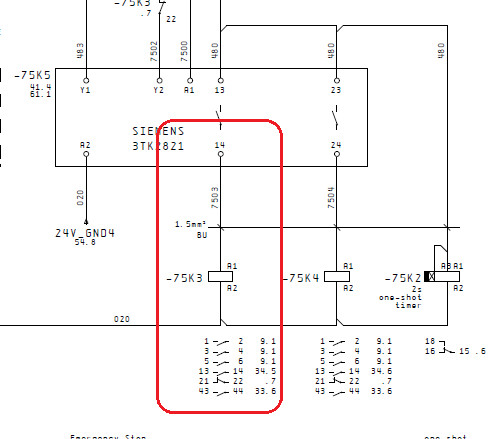 -75K3
.7
22
483
7502
7500
480
480
480
-75K5
41.4
61.1
Y1
Y2
A1
13
23
SIEMENS
3TK2821
A2
14
24
020
7503
7504
1.5mm²
BU
24V_GND4
54.8
-75K3
A1
A2
-75K4
A1
A2
-75K2
A1
A2
2s
one-shot
timer
020
1 2 9.1
3 4 9.1
5 6 9.1
13 14 34.5
21 22 .7
43 44 33.6
1 2 9.1
3 4 9.1
5 6 9.1
13 14 34.6
21 22 .7
43 44 33.6
18
16 15 .6
Emergency Stop
one-shot